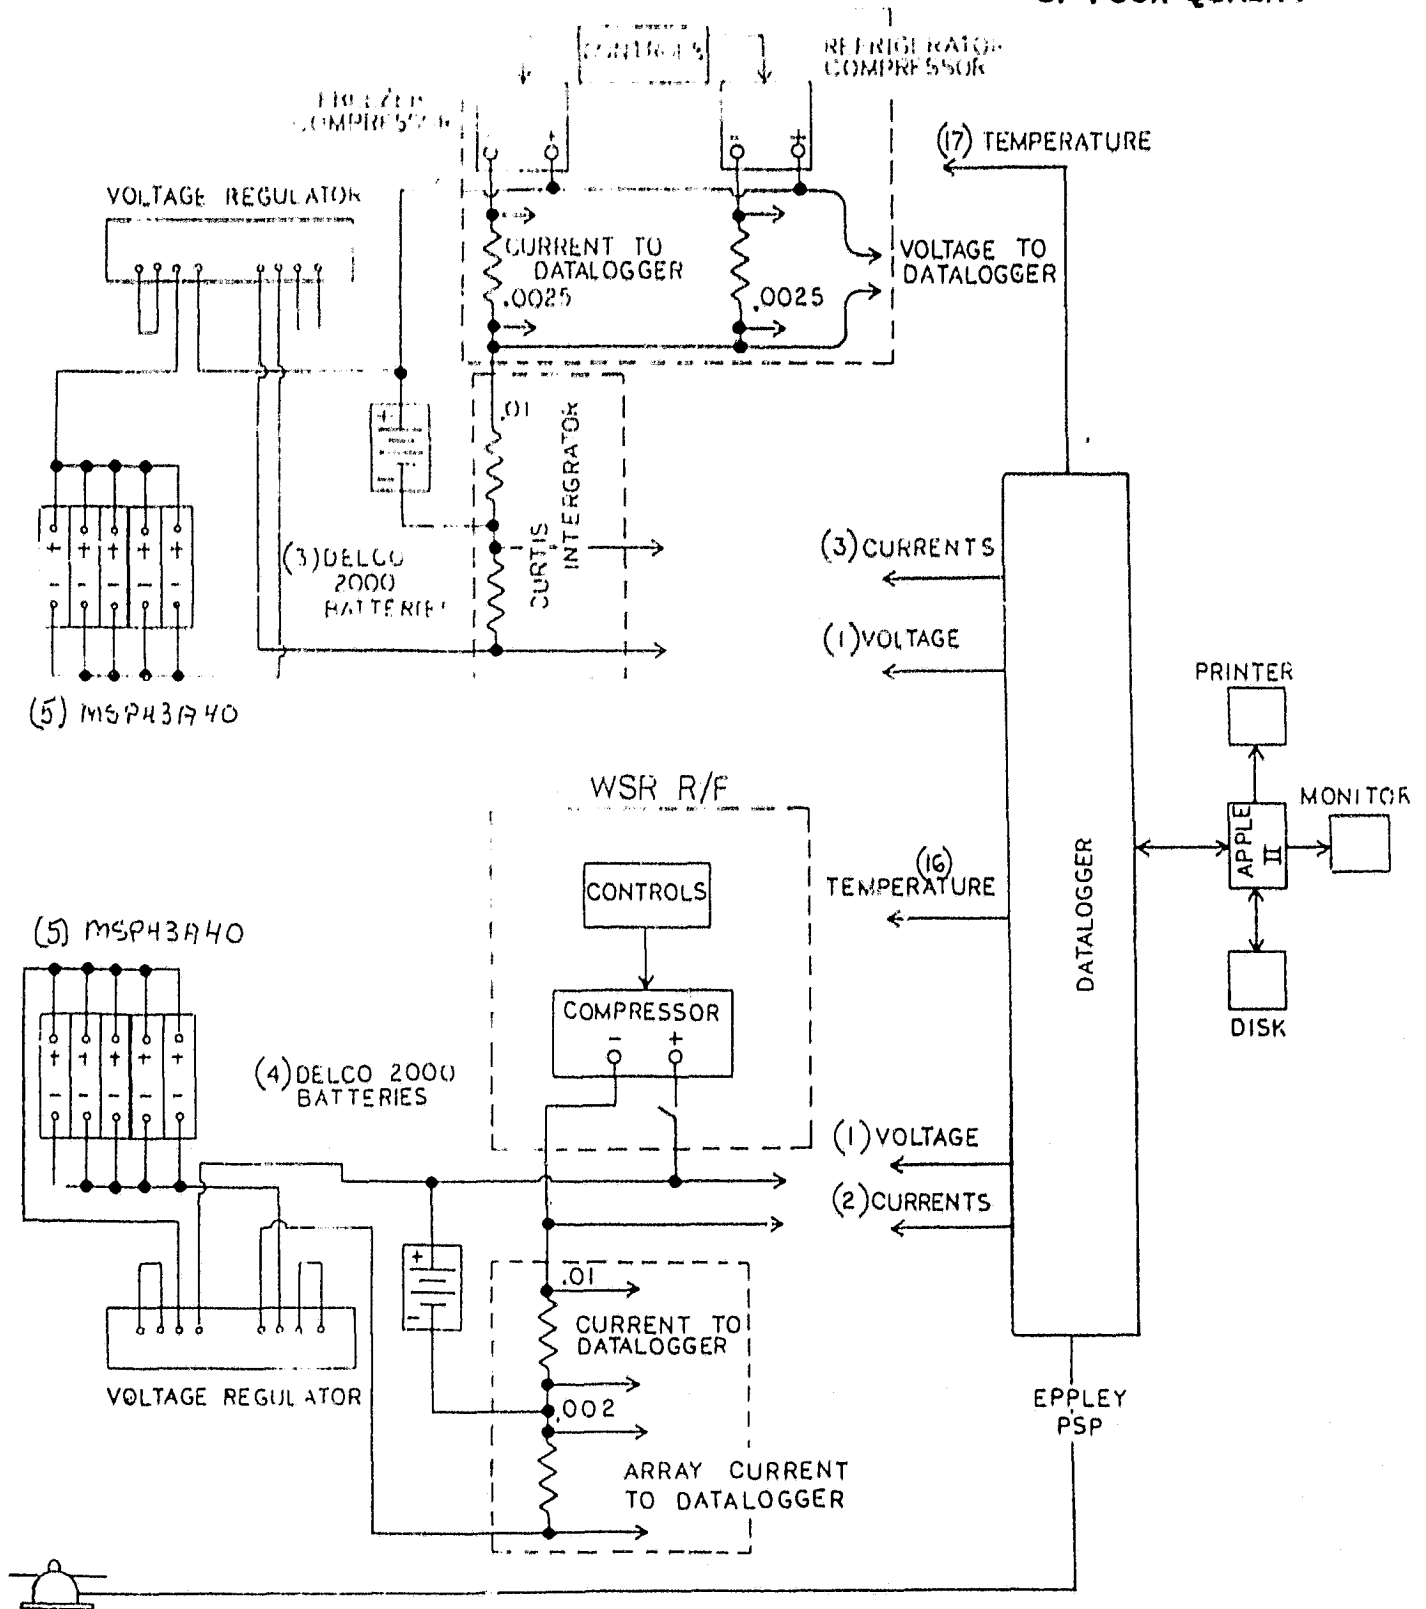 CONTROLS
REFRIGERATOR
COMPRESSOR
FREEZER
COMPRESSOR
(17) TEMPERATURE
VOLTAGE REGULATOR
- +
- +
CURRENT TO
DATALOGGER
.0025
.0025
VOLTAGE TO
DATALOGGER
.01
CURTIS
INTERGRATOR
+
-
+ + + + +
- - - - -
(3) DELCO
2000
BATTERIES
(5) MSP43A40
(3) CURRENTS
(1) VOLTAGE
PRINTER
MONITOR
APPLE
II
DISK
DATALOGGER
WSR R/F
CONTROLS
COMPRESSOR
- +
(16)
TEMPERATURE
(5) MSP43A40
+ + + + +
- - - - -
(4) DELCO 2000
BATTERIES
(1) VOLTAGE
(2) CURRENTS
+
-
.01
CURRENT TO
DATALOGGER
.002
ARRAY CURRENT
TO DATALOGGER
VOLTAGE REGULATOR
EPPLEY
PSP